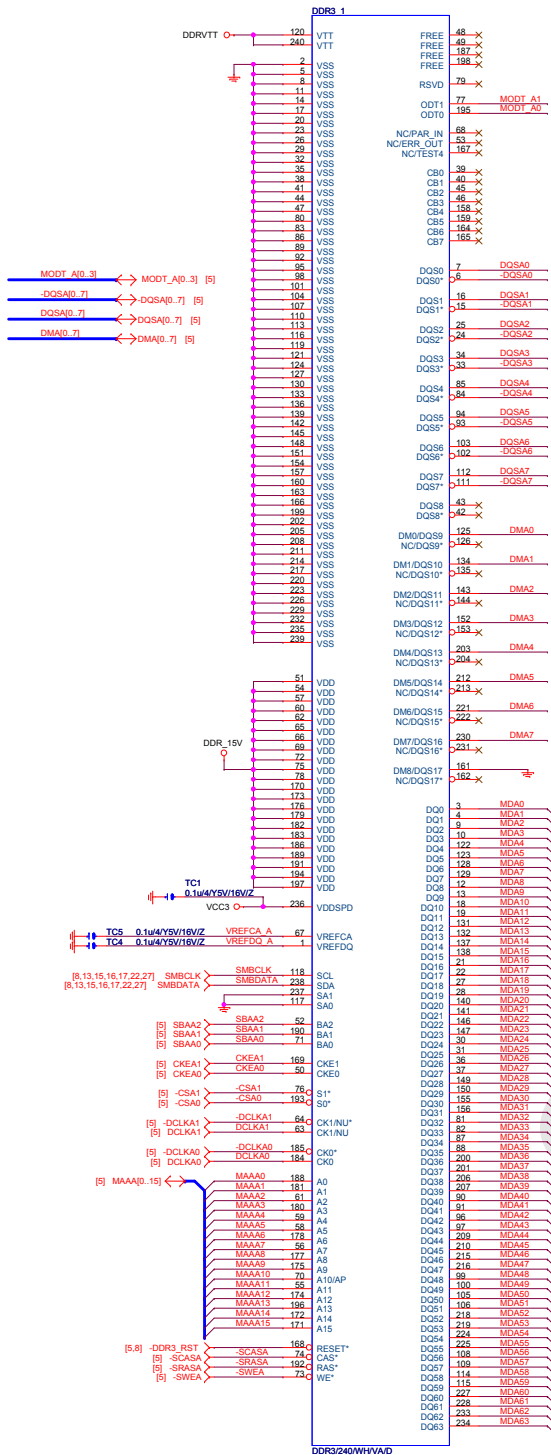 DDR3_1
DDRVTT 120 VTT
240 VTT
2 VSS
5 VSS
8 VSS
11 VSS
14 VSS
17 VSS
20 VSS
23 VSS
26 VSS
29 VSS
32 VSS
35 VSS
38 VSS
41 VSS
44 VSS
47 VSS
80 VSS
83 VSS
86 VSS
89 VSS
92 VSS
95 VSS
98 VSS
101 VSS
104 VSS
107 VSS
110 VSS
113 VSS
116 VSS
119 VSS
121 VSS
124 VSS
127 VSS
130 VSS
133 VSS
136 VSS
139 VSS
142 VSS
145 VSS
148 VSS
151 VSS
154 VSS
157 VSS
160 VSS
163 VSS
166 VSS
199 VSS
202 VSS
205 VSS
208 VSS
211 VSS
214 VSS
217 VSS
220 VSS
223 VSS
226 VSS
229 VSS
232 VSS
235 VSS
239 VSS
MODT_A[0..3] MODT_A[0..3] [5]
-DQSA[0..7] -DQSA[0..7] [5]
DQSA[0..7] DQSA[0..7] [5]
DMA[0..7] DMA[0..7] [5]
DDR_15V
51 VDD
54 VDD
57 VDD
60 VDD
62 VDD
65 VDD
66 VDD
69 VDD
72 VDD
75 VDD
78 VDD
170 VDD
173 VDD
176 VDD
179 VDD
182 VDD
183 VDD
186 VDD
189 VDD
191 VDD
194 VDD
197 VDD
TC1
0.1u/4/Y5V/16V/Z
VCC3 236 VDDSPD
TC5 0.1u/4/Y5V/16V/Z VREFCA_A 67 VREFCA
TC4 0.1u/4/Y5V/16V/Z VREFDQ_A 1 VREFDQ
[8,13,15,16,17,22,27] SMBCLK SMBCLK 118 SCL
[8,13,15,16,17,22,27] SMBDATA SMBDATA 238 SDA
237 SA1
117 SA0
[5] SBAA2 SBAA2 52 BA2
[5] SBAA1 SBAA1 190 BA1
[5] SBAA0 SBAA0 71 BA0
[5] CKEA1 CKEA1 169 CKE1
[5] CKEA0 CKEA0 50 CKE0
[5] -CSA1 -CSA1 76 S1*
[5] -CSA0 -CSA0 193 S0*
[5] -DCLKA1 -DCLKA1 64 CK1/NU*
[5] DCLKA1 DCLKA1 63 CK1/NU
[5] -DCLKA0 -DCLKA0 185 CK0*
[5] DCLKA0 DCLKA0 184 CK0
[5] MAAA[0..15] MAAA0 188 A0
MAAA1 181 A1
MAAA2 61 A2
MAAA3 180 A3
MAAA4 59 A4
MAAA5 58 A5
MAAA6 178 A6
MAAA7 56 A7
MAAA8 177 A8
MAAA9 175 A9
MAAA10 70 A10/AP
MAAA11 55 A11
MAAA12 174 A12
MAAA13 196 A13
MAAA14 172 A14
MAAA15 171 A15
[5,8] -DDR3_RST 168 RESET*
[5] -SCASA -SCASA 74 CAS*
[5] -SRASA -SRASA 192 RAS*
[5] -SWEA -SWEA 73 WE*
FREE 48
FREE 49
FREE 187
FREE 198
RSVD 79
ODT1 77 MODT_A1
ODT0 195 MODT_A0
NC/PAR_IN 68
NC/ERR_OUT 53
NC/TEST4 167
CB0 39
CB1 40
CB2 45
CB3 46
CB4 158
CB5 159
CB6 164
CB7 165
DQS0 7 DQSA0
DQS0* 6 -DQSA0
DQS1 16 DQSA1
DQS1* 15 -DQSA1
DQS2 25 DQSA2
DQS2* 24 -DQSA2
DQS3 34 DQSA3
DQS3* 33 -DQSA3
DQS4 85 DQSA4
DQS4* 84 -DQSA4
DQS5 94 DQSA5
DQS5* 93 -DQSA5
DQS6 103 DQSA6
DQS6* 102 -DQSA6
DQS7 112 DQSA7
DQS7* 111 -DQSA7
DQS8 43
DQS8* 42
DM0/DQS9 125 DMA0
NC/DQS9* 126
DM1/DQS10 134 DMA1
NC/DQS10* 135
DM2/DQS11 143 DMA2
NC/DQS11* 144
DM3/DQS12 152 DMA3
NC/DQS12* 153
DM4/DQS13 203 DMA4
NC/DQS13* 204
DM5/DQS14 212 DMA5
NC/DQS14* 213
DM6/DQS15 221 DMA6
NC/DQS15* 222
DM7/DQS16 230 DMA7
NC/DQS16* 231
DM8/DQS17 161
NC/DQS17* 162
DQ0 3 MDA0
DQ1 4 MDA1
DQ2 9 MDA2
DQ3 10 MDA3
DQ4 122 MDA4
DQ5 123 MDA5
DQ6 128 MDA6
DQ7 129 MDA7
DQ8 12 MDA8
DQ9 13 MDA9
DQ10 18 MDA10
DQ11 19 MDA11
DQ12 131 MDA12
DQ13 132 MDA13
DQ14 137 MDA14
DQ15 138 MDA15
DQ16 21 MDA16
DQ17 22 MDA17
DQ18 27 MDA18
DQ19 28 MDA19
DQ20 140 MDA20
DQ21 141 MDA21
DQ22 146 MDA22
DQ23 147 MDA23
DQ24 30 MDA24
DQ25 31 MDA25
DQ26 36 MDA26
DQ27 37 MDA27
DQ28 149 MDA28
DQ29 150 MDA29
DQ30 155 MDA30
DQ31 156 MDA31
DQ32 81 MDA32
DQ33 82 MDA33
DQ34 87 MDA34
DQ35 88 MDA35
DQ36 200 MDA36
DQ37 201 MDA37
DQ38 206 MDA38
DQ39 207 MDA39
DQ40 90 MDA40
DQ41 91 MDA41
DQ42 96 MDA42
DQ43 97 MDA43
DQ44 209 MDA44
DQ45 210 MDA45
DQ46 215 MDA46
DQ47 216 MDA47
DQ48 99 MDA48
DQ49 100 MDA49
DQ50 105 MDA50
DQ51 106 MDA51
DQ52 218 MDA52
DQ53 219 MDA53
DQ54 224 MDA54
DQ55 225 MDA55
DQ56 108 MDA56
DQ57 109 MDA57
DQ58 114 MDA58
DQ59 115 MDA59
DQ60 227 MDA60
DQ61 228 MDA61
DQ62 233 MDA62
DQ63 234 MDA63
DDR3/240/WH/VA/D